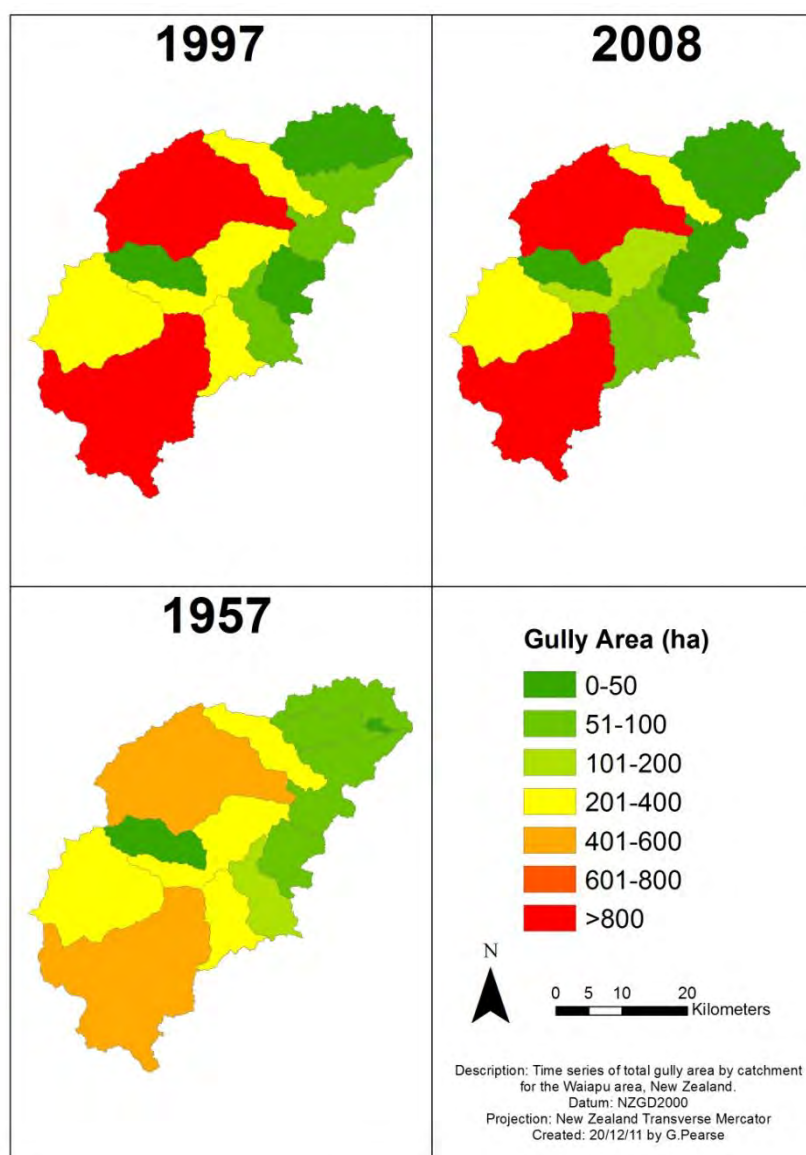 1997
2008
1957
Gully Area (ha)
0-50
51-100
101-200
201-400
401-600
601-800
>800
N
0 5 10 20
Kilometers
Description: Time series of total gully area by catchment
for the Waiapu area, New Zealand.
Datum: NZGD2000
Projection: New Zealand Transverse Mercator
Created: 20/12/11 by G.Pearse